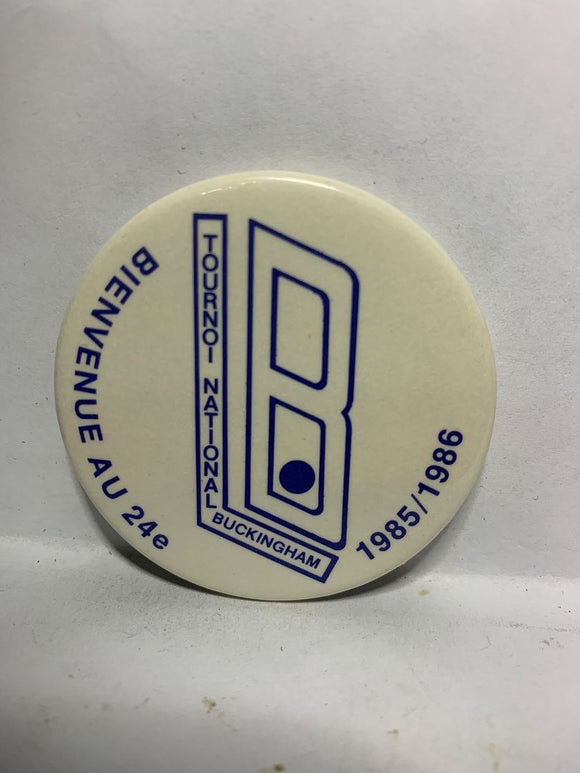 BIENVENUE AU 24e
TOURNOI NATIONAL
BUCKINGHAM
B
1985/1986